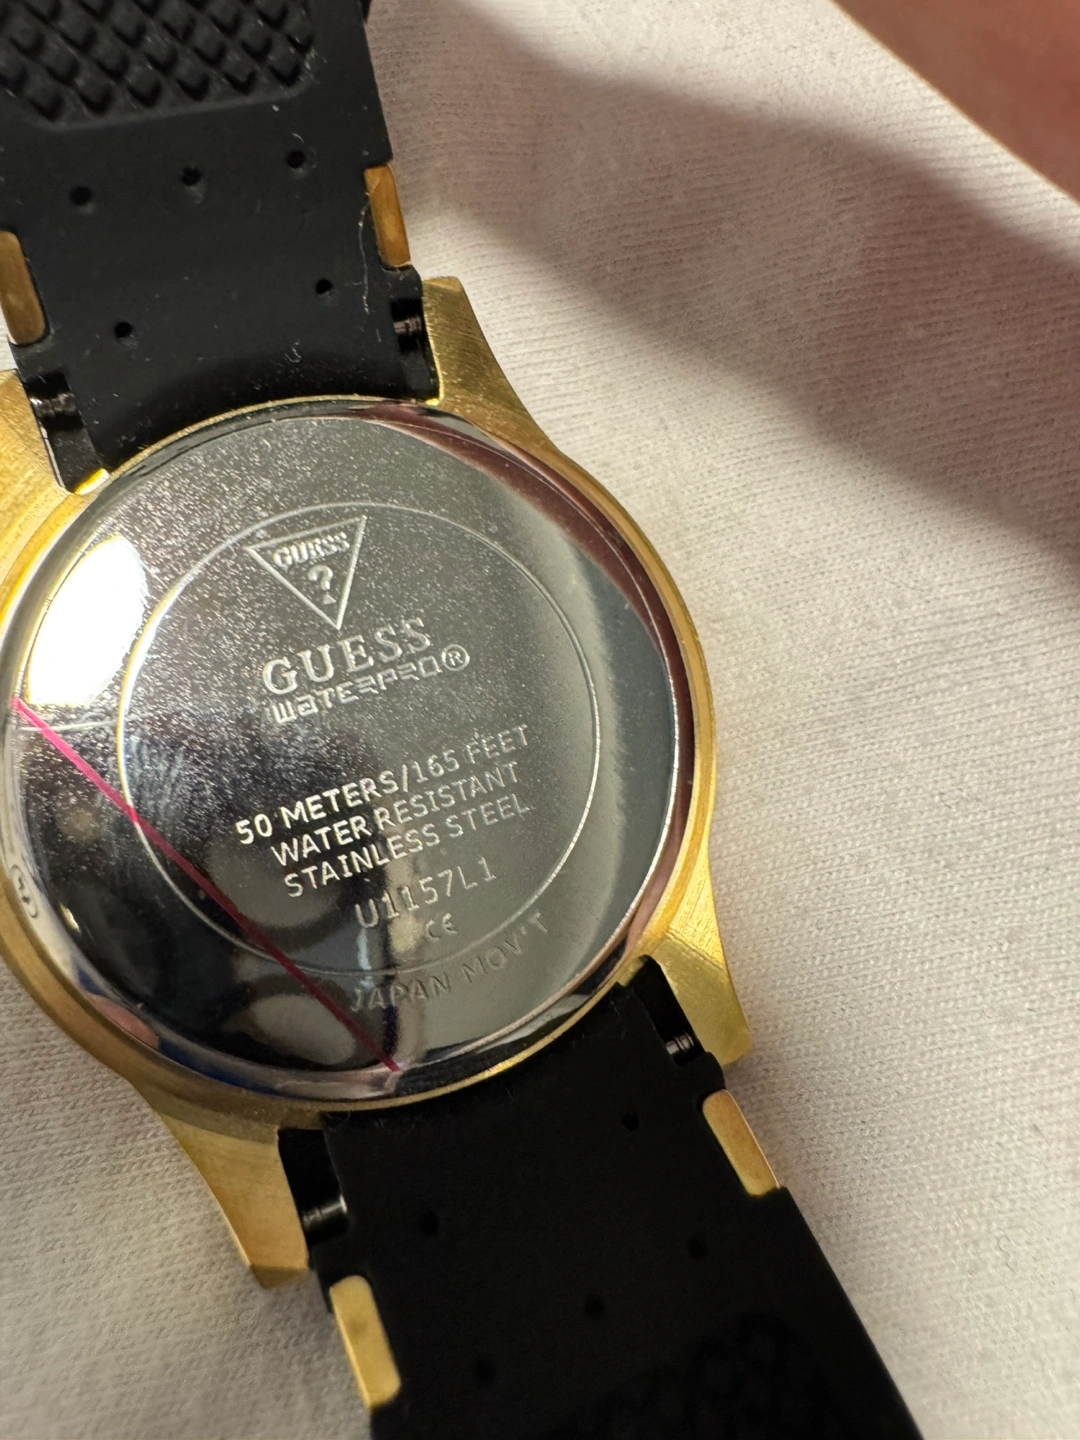 GUESS
?
GUESS
WATERPRO®
50 METERS/165 FEET
WATER RESISTANT
STAINLESS STEEL
U1157L1
CE
JAPAN MOV'T